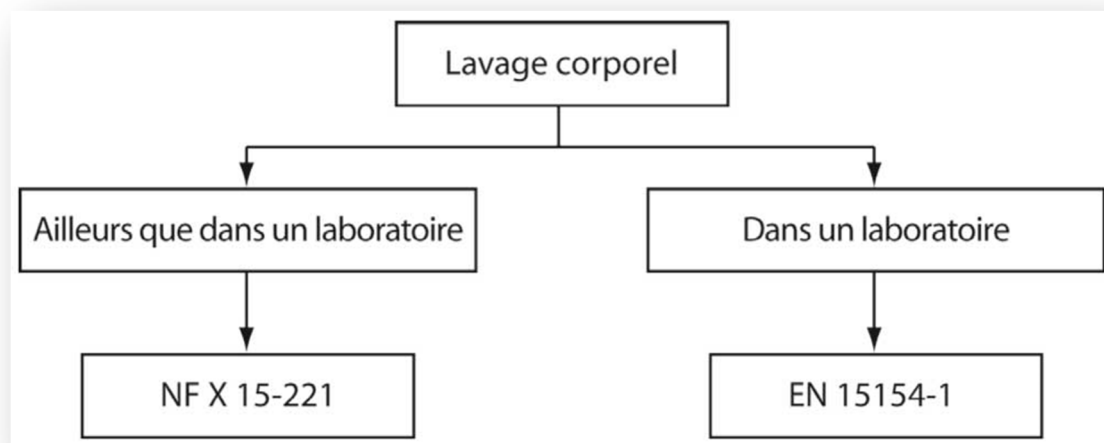 Lavage corporel
Ailleurs que dans un laboratoire
Dans un laboratoire
NF X 15-221
EN 15154-1